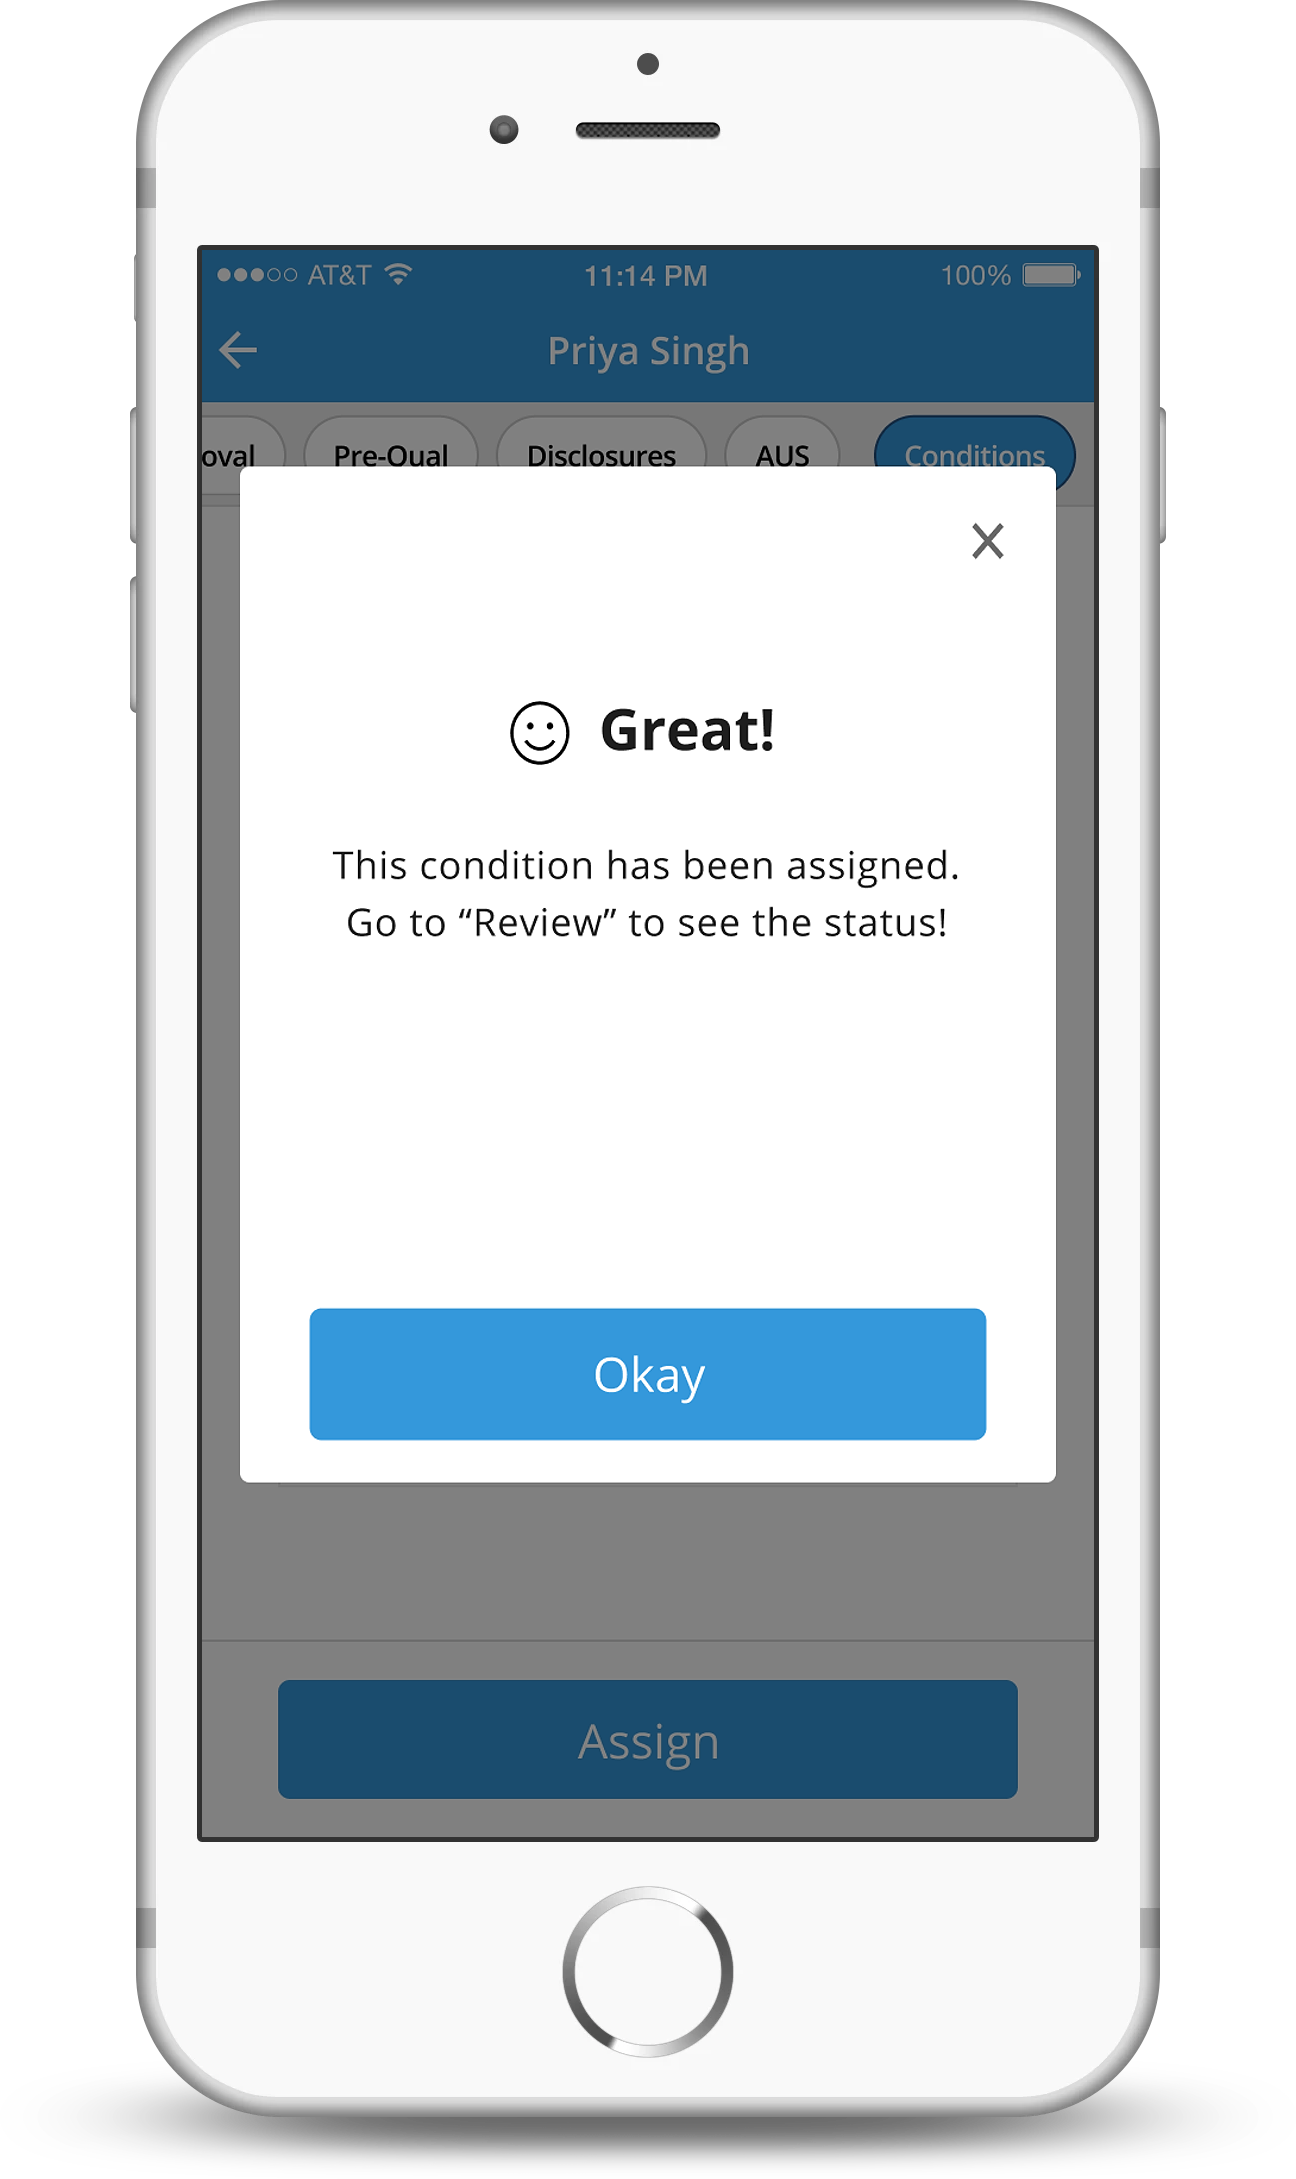 AT&T 11:14 PM 100%
Priya Singh
oval Pre-Qual Disclosures AUS Conditions
Great!
This condition has been assigned.
Go to “Review” to see the status!
Okay
Assign